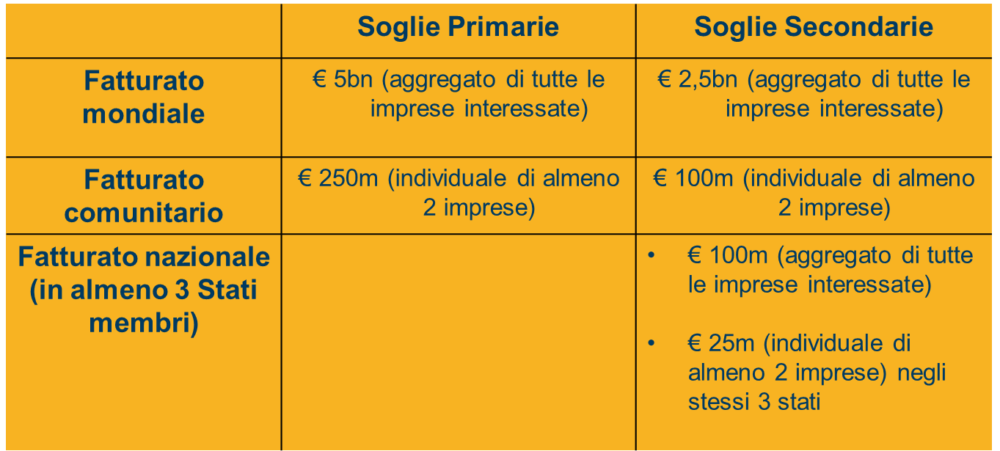 Soglie Primarie
Soglie Secondarie
Fatturato
mondiale
€ 5bn (aggregato di tutte le
imprese interessate)
€ 2,5bn (aggregato di tutte le
imprese interessate)
Fatturato
comunitario
€ 250m (individuale di almeno
2 imprese)
€ 100m (individuale di almeno
2 imprese)
Fatturato nazionale
(in almeno 3 Stati
membri)
• € 100m (aggregato di tutte
le imprese interessate)
• € 25m (individuale di
almeno 2 imprese) negli
stessi 3 stati